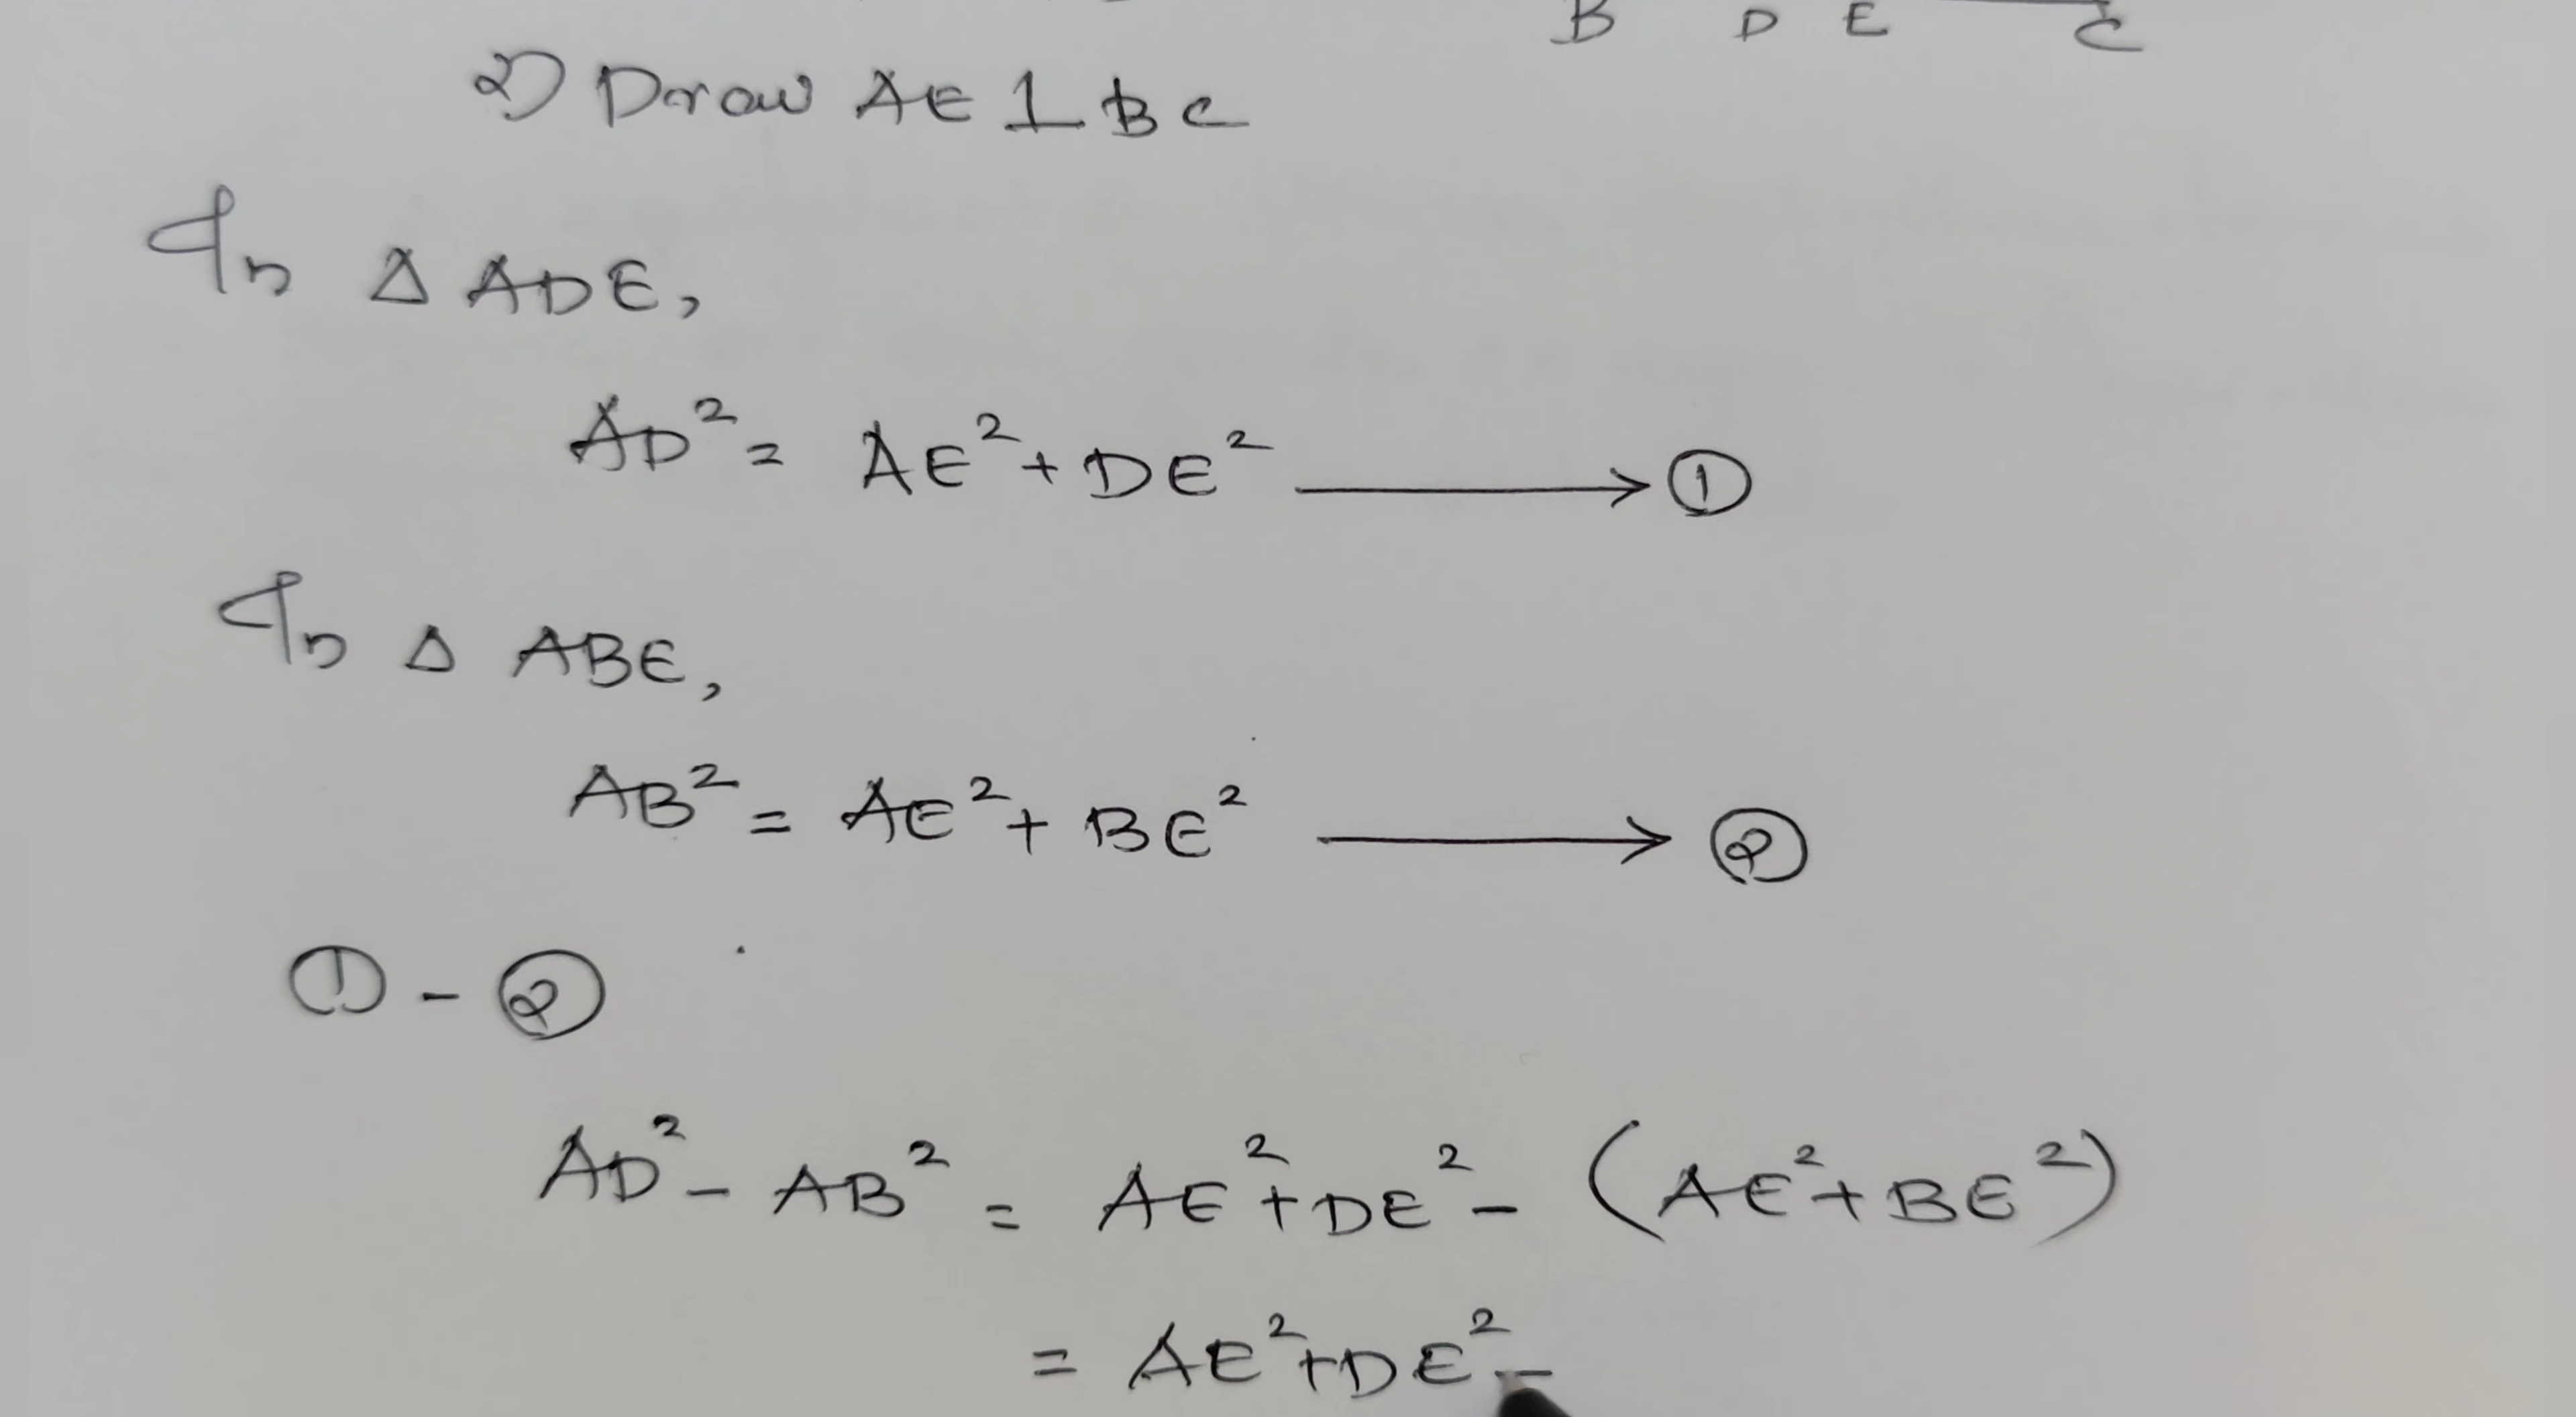 B D E C
2) Draw AE ⊥ BC
In Δ ADE,
AD² = AE² + DE² ⟶ ①
In Δ ABE,
AB² = AE² + BE² ⟶ ②
① - ②
AD² - AB² = AE² + DE² - (AE² + BE²)
= AE² + DE² -